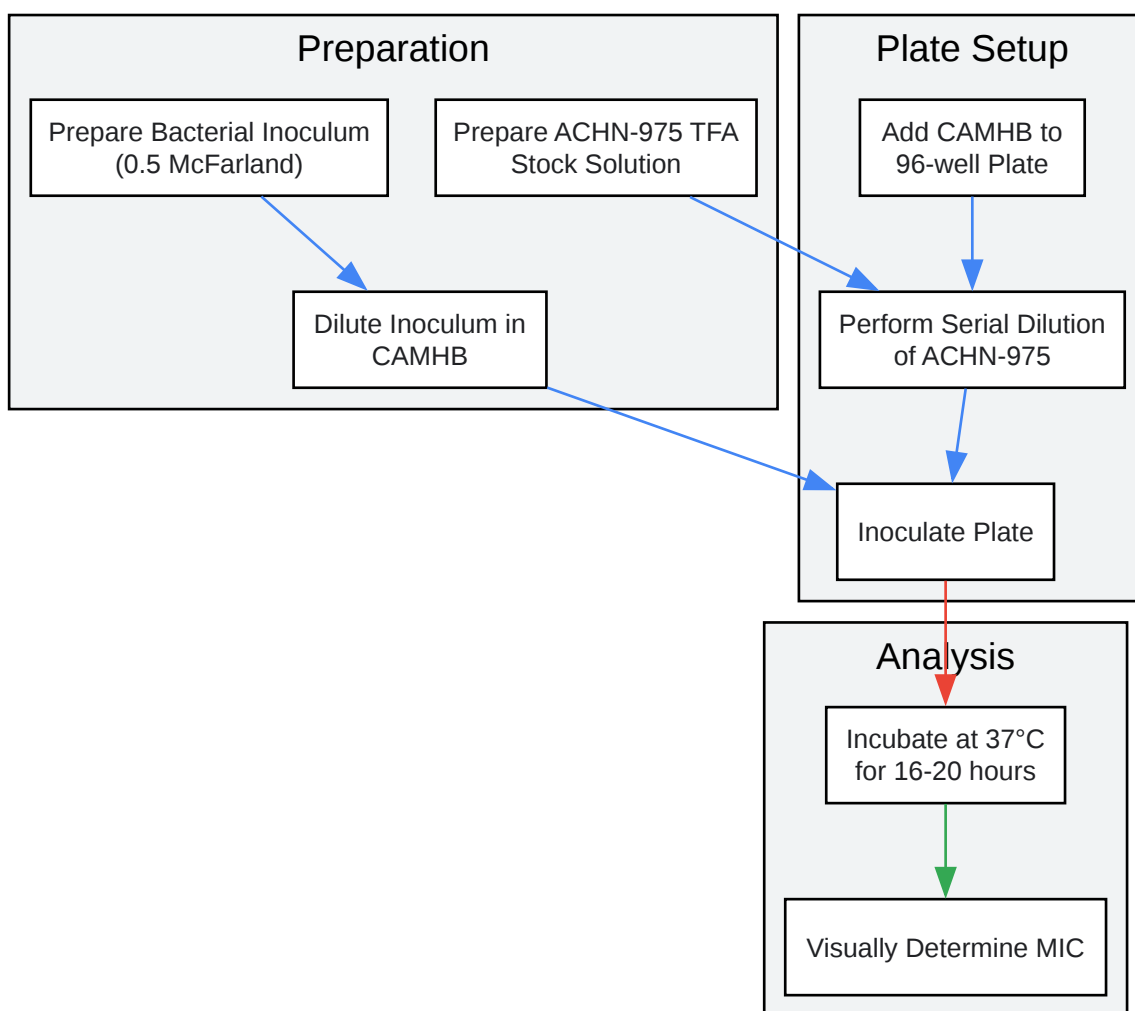 Preparation
Prepare Bacterial Inoculum
(0.5 McFarland)
Prepare ACHN-975 TFA
Stock Solution
Dilute Inoculum in
CAMHB
Plate Setup
Add CAMHB to
96-well Plate
Perform Serial Dilution
of ACHN-975
Inoculate Plate
Analysis
Incubate at 37°C
for 16-20 hours
Visually Determine MIC